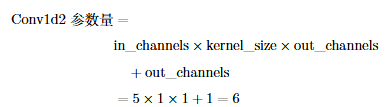 Conv1d2 参数量 =
in_channels × kernel_size × out_channels
+ out_channels
= 5 × 1 × 1 + 1 = 6